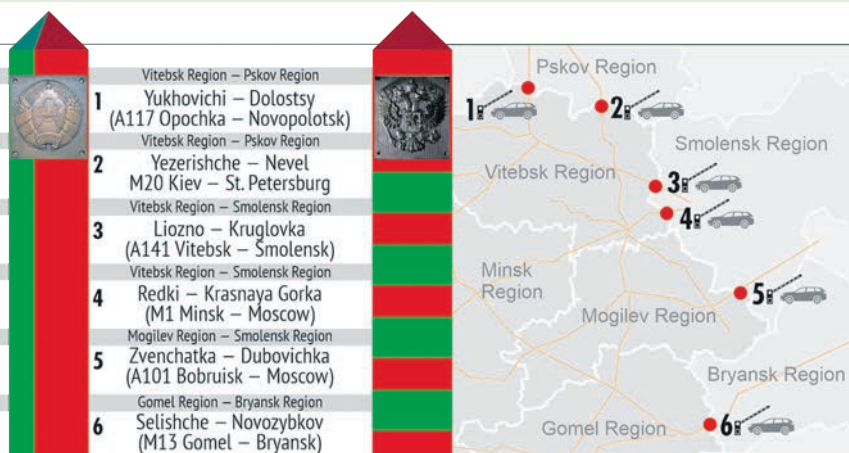 Vitebsk Region — Pskov Region
1
Yukhovichi — Dolostsy
(A117 Opochka — Novopolotsk)
Vitebsk Region — Pskov Region
2
Yezerishche — Nevel
M20 Kiev — St. Petersburg
Vitebsk Region — Smolensk Region
3
Liozno — Kruglovka
(A141 Vitebsk — Smolensk)
Vitebsk Region — Smolensk Region
4
Redki — Krasnaya Gorka
(M1 Minsk — Moscow)
Mogilev Region — Smolensk Region
5
Zvenchatka — Dubovichka
(A101 Bobruisk — Moscow)
Gomel Region — Bryansk Region
6
Selishche — Novozybkov
(M13 Gomel — Bryansk)
Pskov Region
1
2
Smolensk Region
Vitebsk Region
3
4
Minsk
Region
5
Mogilev Region
Bryansk Region
6
Gomel Region